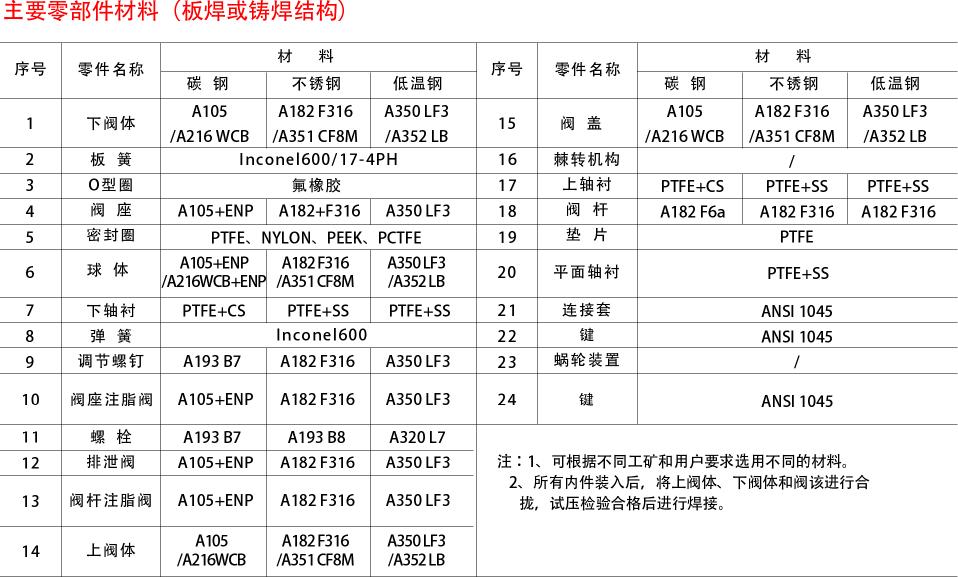 主要零部件材料（板焊或铸焊结构）
序号 零件名称 材 料
碳 钢 不锈钢 低温钢
1 下阀体 A105/A216 WCB A182 F316/A351 CF8M A350 LF3/A352 LB
2 板 簧 Inconel600/17-4PH
3 O型圈 氟橡胶
4 阀 座 A105+ENP A182+F316 A350 LF3
5 密封圈 PTFE、NYLON、PEEK、PCTFE
6 球 体 A105+ENP/A216WCB+ENP A182F316/A351 CF8M A350LF3/A352LB
7 下轴衬 PTFE+CS PTFE+SS PTFE+SS
8 弹 簧 Inconel600
9 调节螺钉 A193 B7 A182 F316 A350 LF3
10 阀座注脂阀 A105+ENP A182 F316 A350 LF3
11 螺 栓 A193 B7 A193 B8 A320 L7
12 排泄阀 A105+ENP A182 F316 A350 LF3
13 阀杆注脂阀 A105+ENP A182 F316 A350 LF3
14 上阀体 A105/A216WCB A182F316/A351 CF8M A350LF3/A352LB
序号 零件名称 材 料
碳 钢 不锈钢 低温钢
15 阀 盖 A105/A216 WCB A182 F316/A351 CF8M A350 LF3/A352 LB
16 棘转机构 /
17 上轴衬 PTFE+CS PTFE+SS PTFE+SS
18 阀 杆 A182 F6a A182 F316 A182 F316
19 垫 片 PTFE
20 平面轴衬 PTFE+SS
21 连接套 ANSI 1045
22 键 ANSI 1045
23 蜗轮装置 /
24 键 ANSI 1045
注：1、可根据不同工矿和用户要求选用不同的材料。
2、所有内件装入后，将上阀体、下阀体和阀该进行合
拢，试压检验合格后进行焊接。